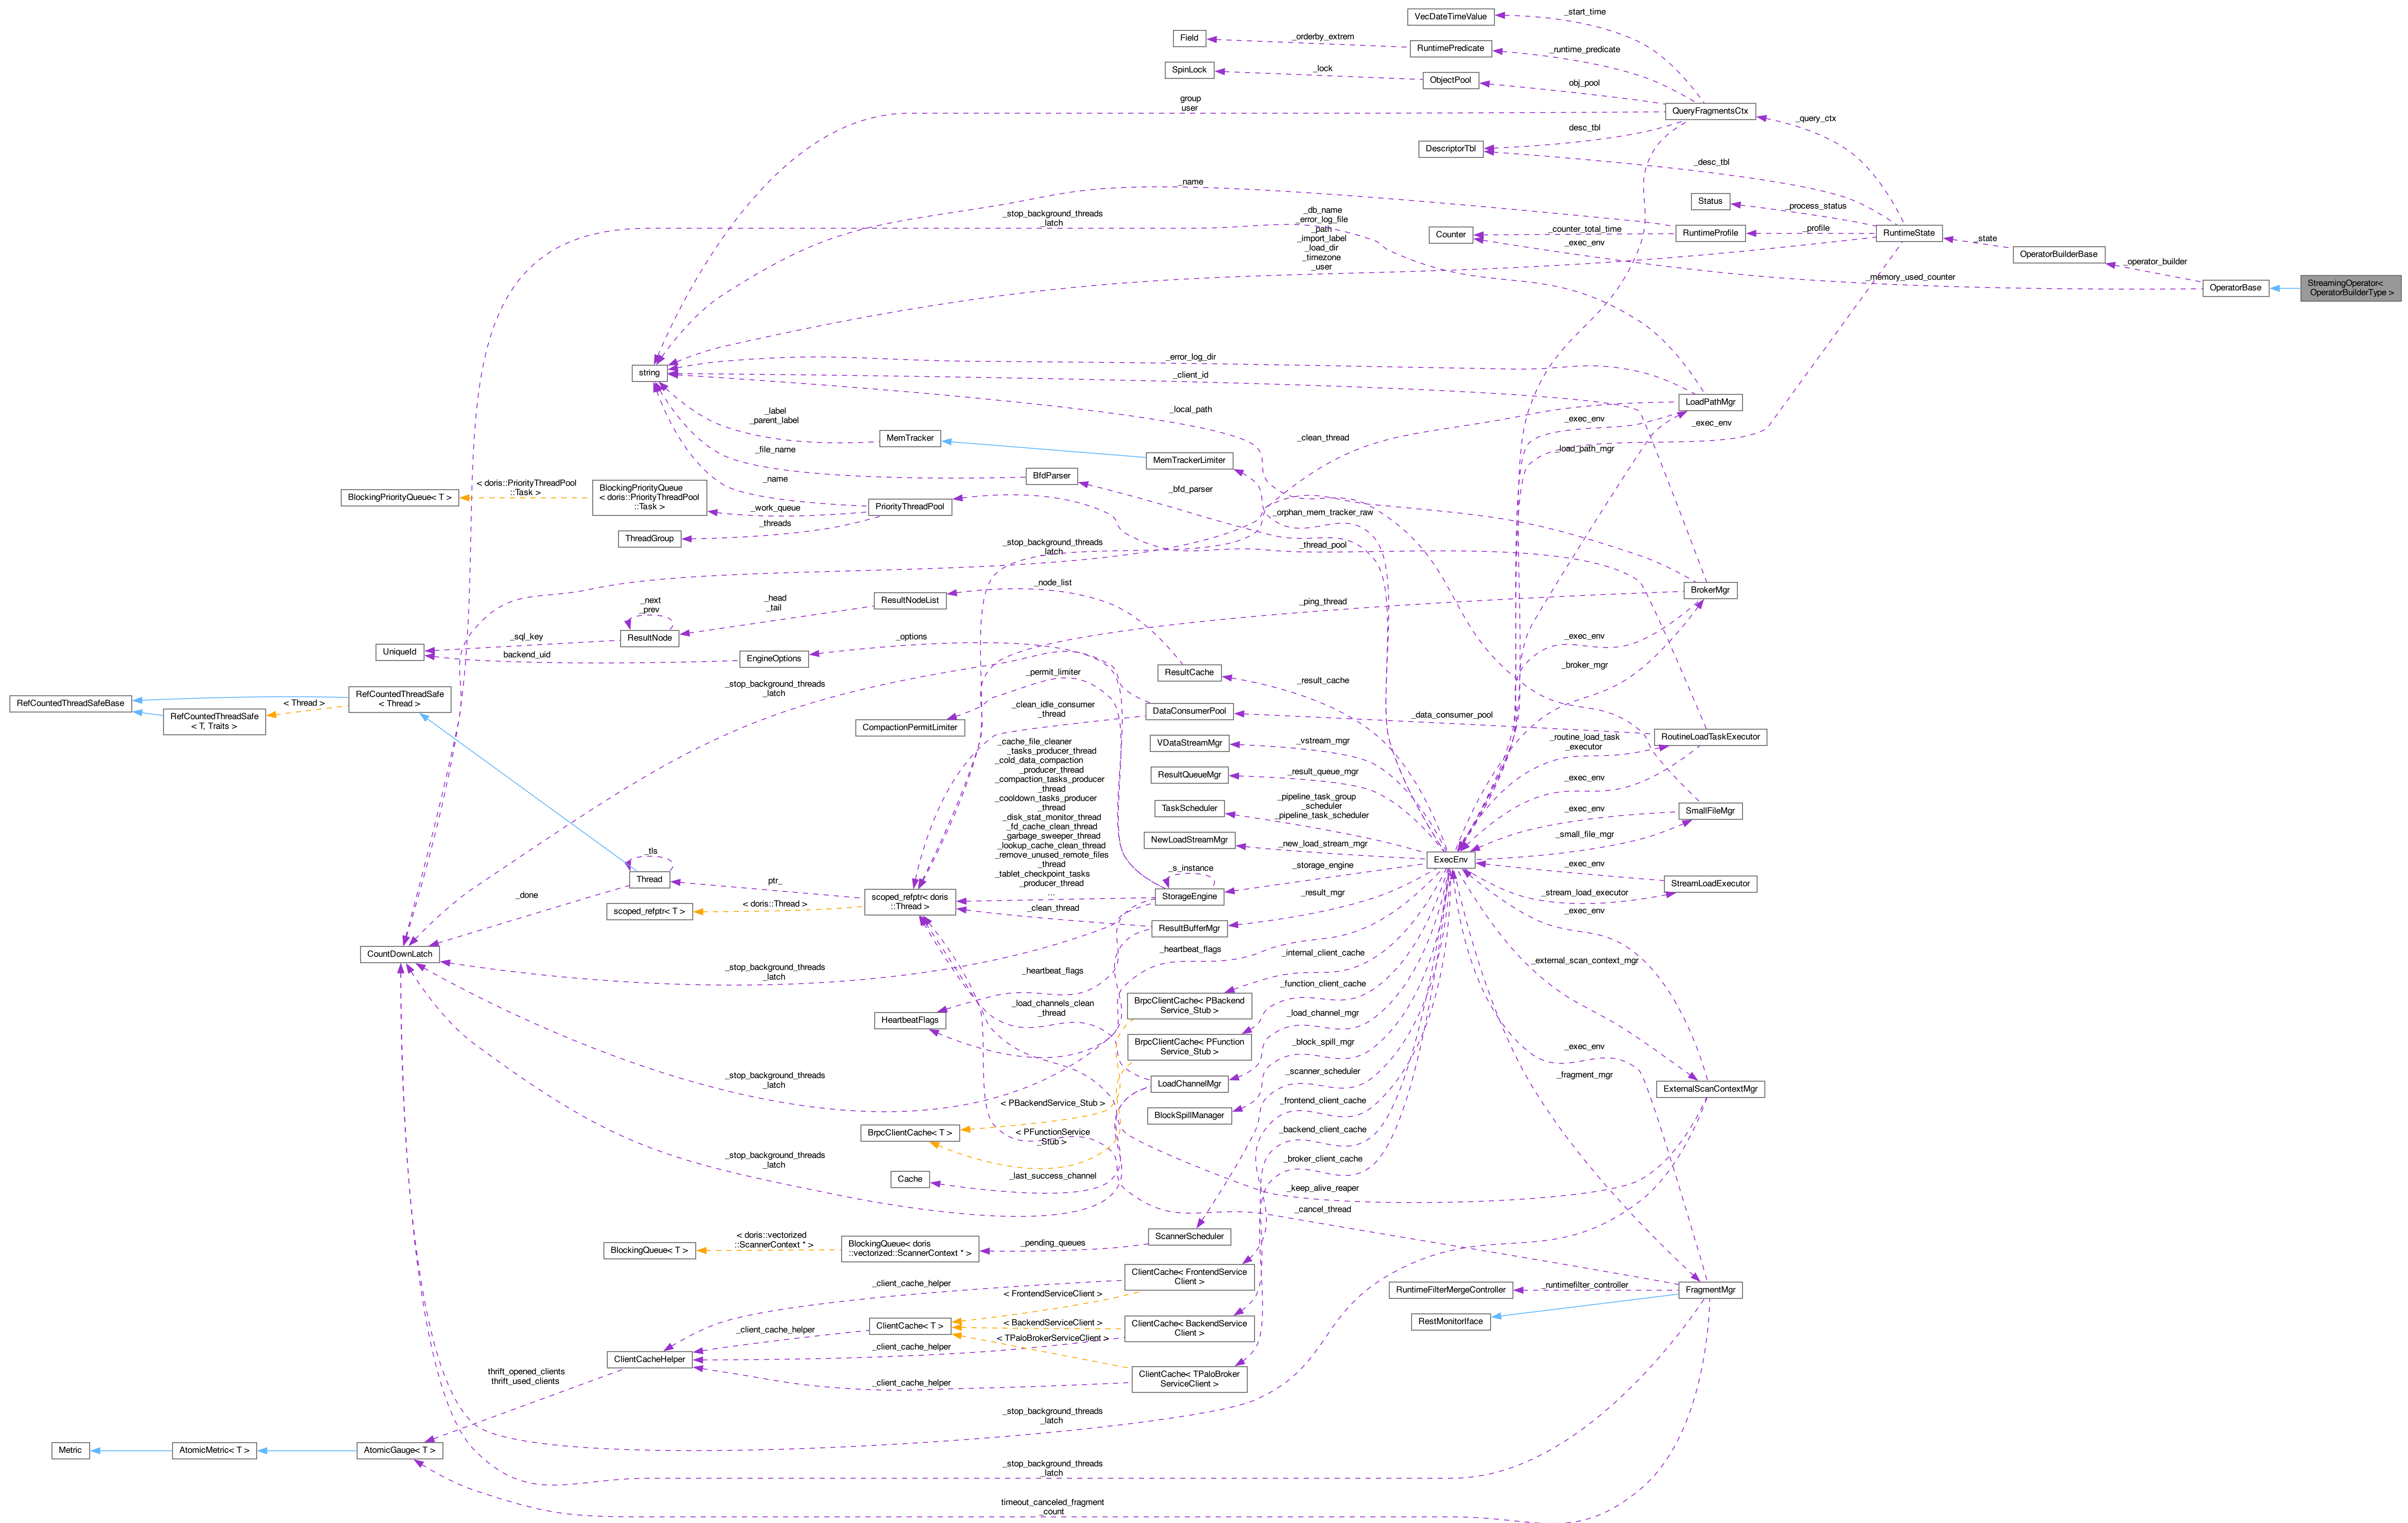 VecDateTimeValue
_start_time
Field
_orderby_extrem
RuntimePredicate
_runtime_predicate
SpinLock
_lock
ObjectPool
obj_pool
group
user
QueryFragmentsCtx
_query_ctx
DescriptorTbl
desc_tbl
_desc_tbl
_name
Status
_process_status
_stop_background_threads
_latch
_db_name
_error_log_file
_path
_import_label
_load_dir
_timezone
_user
Counter
_counter_total_time
RuntimeProfile
_profile
RuntimeState
_state
_exec_env
OperatorBuilderBase
_operator_builder
_memory_used_counter
OperatorBase
StreamingOperator<
OperatorBuilderType >
string
_error_log_dir
_client_id
_local_path
LoadPathMgr
_label
_parent_label
MemTracker
_clean_thread
_exec_env
_exec_env
_load_path_mgr
_file_name
MemTrackerLimiter
BfdParser
_bfd_parser
_name
BlockingPriorityQueue< T >
< doris::PriorityThreadPool
::Task >
BlockingPriorityQueue
< doris::PriorityThreadPool
::Task >
_work_queue
_threads
PriorityThreadPool
_orphan_mem_tracker_raw
ThreadGroup
_stop_background_threads
_latch
_thread_pool
_node_list
ResultNodeList
_head
_tail
_next
_prev
ResultNode
_sql_key
UniqueId
backend_uid
EngineOptions
_options
_ping_thread
BrokerMgr
_exec_env
_broker_mgr
ResultCache
_result_cache
_permit_limiter
_stop_background_threads
_latch
RefCountedThreadSafeBase
RefCountedThreadSafe
< Thread >
< Thread >
RefCountedThreadSafe
< T, Traits >
CompactionPermitLimiter
_clean_idle_consumer
_thread
DataConsumerPool
_data_consumer_pool
RoutineLoadTaskExecutor
_routine_load_task
_executor
_exec_env
VDataStreamMgr
_vstream_mgr
ResultQueueMgr
_result_queue_mgr
TaskScheduler
_pipeline_task_group
_scheduler
_pipeline_task_scheduler
NewLoadStreamMgr
_new_load_stream_mgr
_cache_file_cleaner
_tasks_producer_thread
_cold_data_compaction
_producer_thread
_compaction_tasks_producer
_thread
_cooldown_tasks_producer
_thread
_disk_stat_monitor_thread
_fd_cache_clean_thread
_garbage_sweeper_thread
_lookup_cache_clean_thread
_remove_unused_remote_files
_thread
_tablet_checkpoint_tasks
_producer_thread
...
_exec_env
SmallFileMgr
_small_file_mgr
ExecEnv
_exec_env
StreamLoadExecutor
_stream_load_executor
_exec_env
_tls
Thread
ptr_
_done
scoped_refptr< T >
< doris::Thread >
scoped_refptr< doris
::Thread >
_s_instance
StorageEngine
_storage_engine
_clean_thread
ResultBufferMgr
_result_mgr
CountDownLatch
_stop_background_threads
_latch
_heartbeat_flags
_heartbeat_flags
HeartbeatFlags
_internal_client_cache
BrpcClientCache< PBackend
Service_Stub >
_function_client_cache
BrpcClientCache< PFunction
Service_Stub >
_load_channels_clean
_thread
_load_channel_mgr
_block_spill_mgr
_external_scan_context_mgr
_exec_env
_fragment_mgr
ExternalScanContextMgr
_stop_background_threads
_latch
LoadChannelMgr
_scanner_scheduler
< PBackendService_Stub >
BlockSpillManager
_frontend_client_cache
BrpcClientCache< T >
< PFunctionService
_Stub >
_backend_client_cache
_broker_client_cache
_stop_background_threads
_latch
Cache
_last_success_channel
_keep_alive_reaper
_cancel_thread
BlockingQueue< T >
< doris::vectorized
::ScannerContext * >
BlockingQueue< doris
::vectorized::ScannerContext * >
_pending_queues
ScannerScheduler
_client_cache_helper
ClientCache< FrontendService
Client >
< FrontendServiceClient >
RuntimeFilterMergeController
_runtimefilter_controller
FragmentMgr
RestMonitorIface
ClientCache< T >
< BackendServiceClient >
ClientCache< BackendService
Client >
_client_cache_helper
< TPaloBrokerServiceClient >
_client_cache_helper
ClientCacheHelper
_client_cache_helper
ClientCache< TPaloBroker
ServiceClient >
thrift_opened_clients
thrift_used_clients
_stop_background_threads
_latch
Metric
AtomicMetric< T >
AtomicGauge< T >
_stop_background_threads
_latch
timeout_canceled_fragment
_count